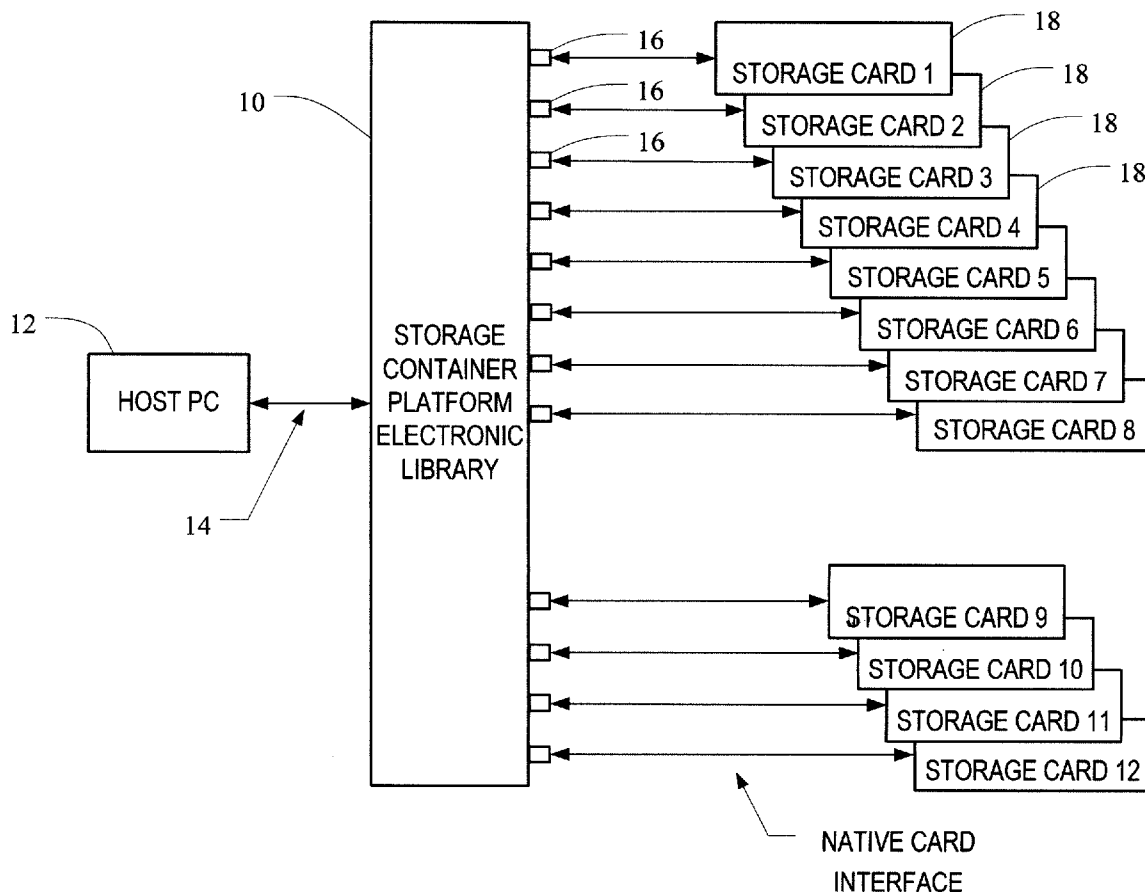 16
18
STORAGE CARD 1
18
10
16
STORAGE CARD 2
18
16
STORAGE CARD 3
18
STORAGE CARD 4
STORAGE CARD 5
12
STORAGE CARD 6
STORAGE
CONTAINER
PLATFORM
ELECTRONIC
LIBRARY
STORAGE CARD 7
HOST PC
STORAGE CARD 8
14
STORAGE CARD 9
STORAGE CARD 10
STORAGE CARD 11
STORAGE CARD 12
NATIVE CARD
INTERFACE